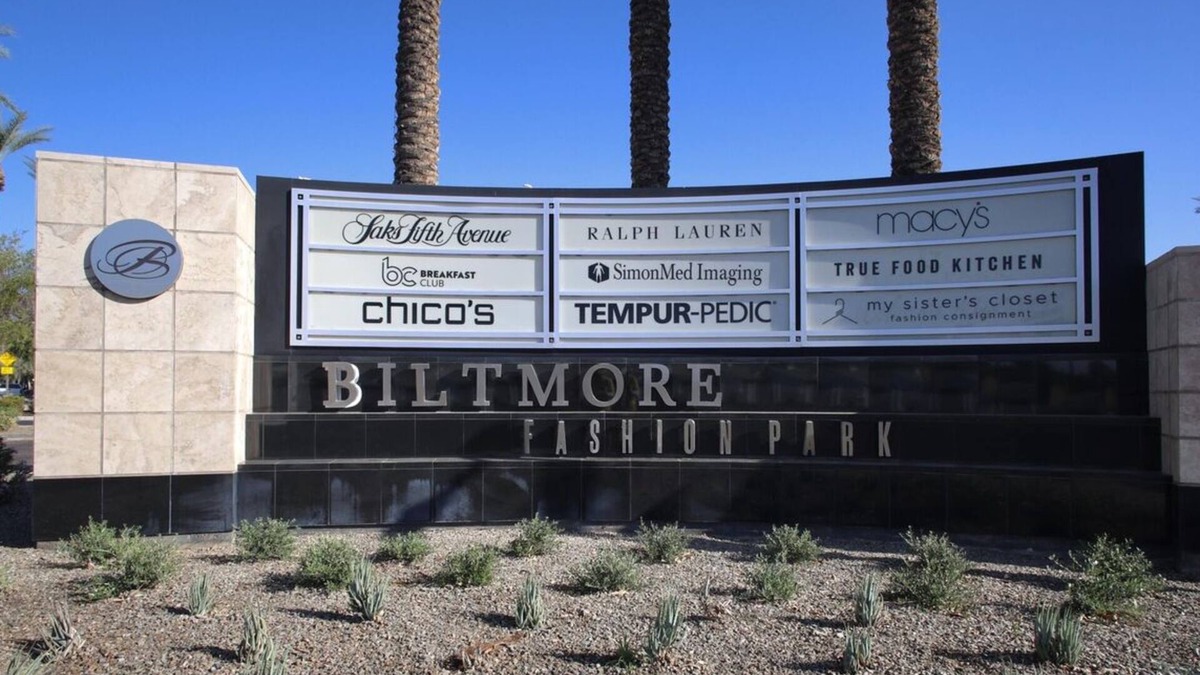 B
Saks Fifth Avenue
bc BREAKFAST
CLUB
chico's
RALPH LAUREN
SimonMed Imaging
TEMPUR-PEDIC®
macy's
TRUE FOOD KITCHEN
my sister's closet
fashion consignment
BILTMORE
FASHION PARK